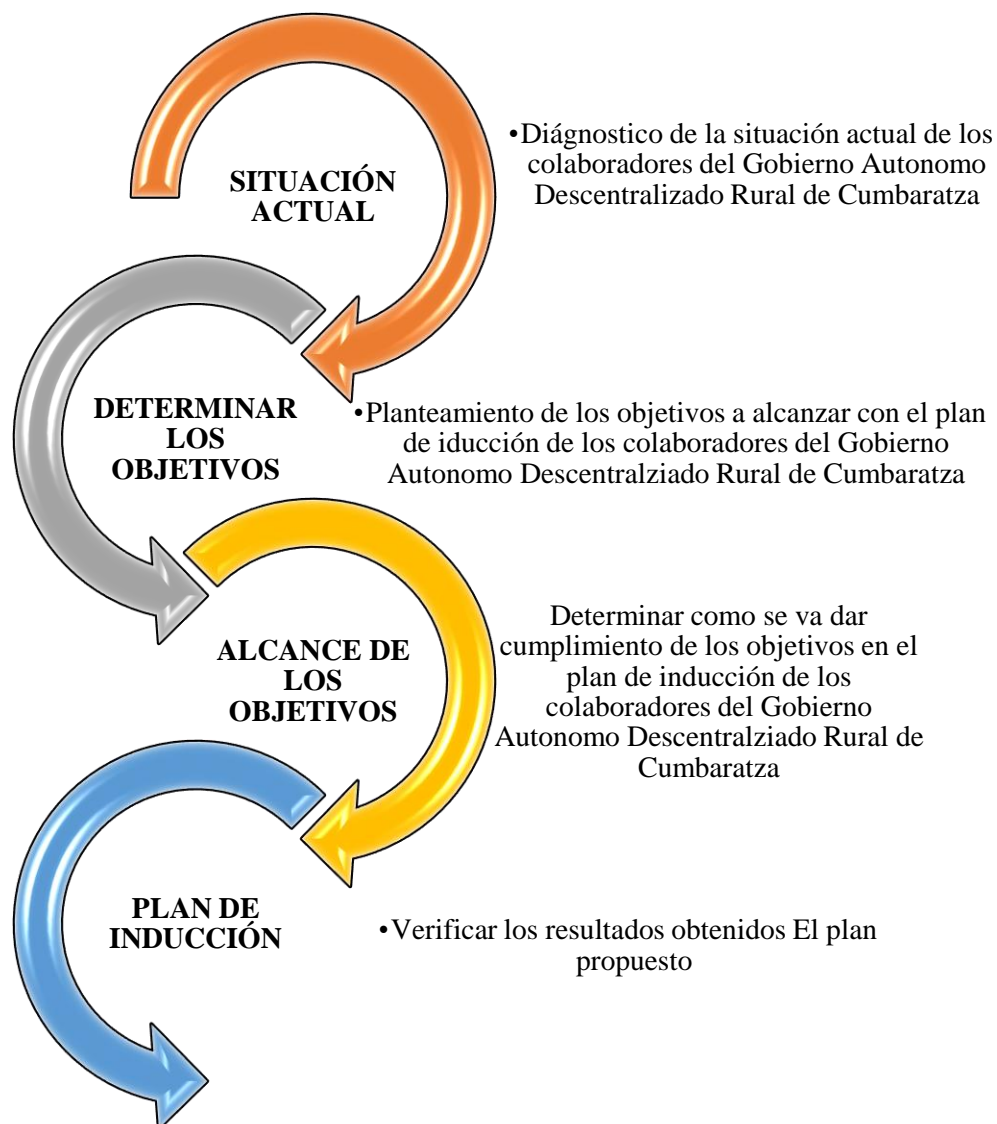 SITUACIÓN
ACTUAL
•Diágnostico de la situación actual de los
colaboradores del Gobierno Autonomo
Descentralizado Rural de Cumbaratza
DETERMINAR
LOS
OBJETIVOS
•Planteamiento de los objetivos a alcanzar con el plan
de iducción de los colaboradores del Gobierno
Autonomo Descentralziado Rural de Cumbaratza
ALCANCE DE
LOS
OBJETIVOS
Determinar como se va dar
cumplimiento de los objetivos en el
plan de inducción de los
colaboradores del Gobierno
Autonomo Descentralziado Rural de
Cumbaratza
PLAN DE
INDUCCIÓN
•Verificar los resultados obtenidos El plan
propuesto